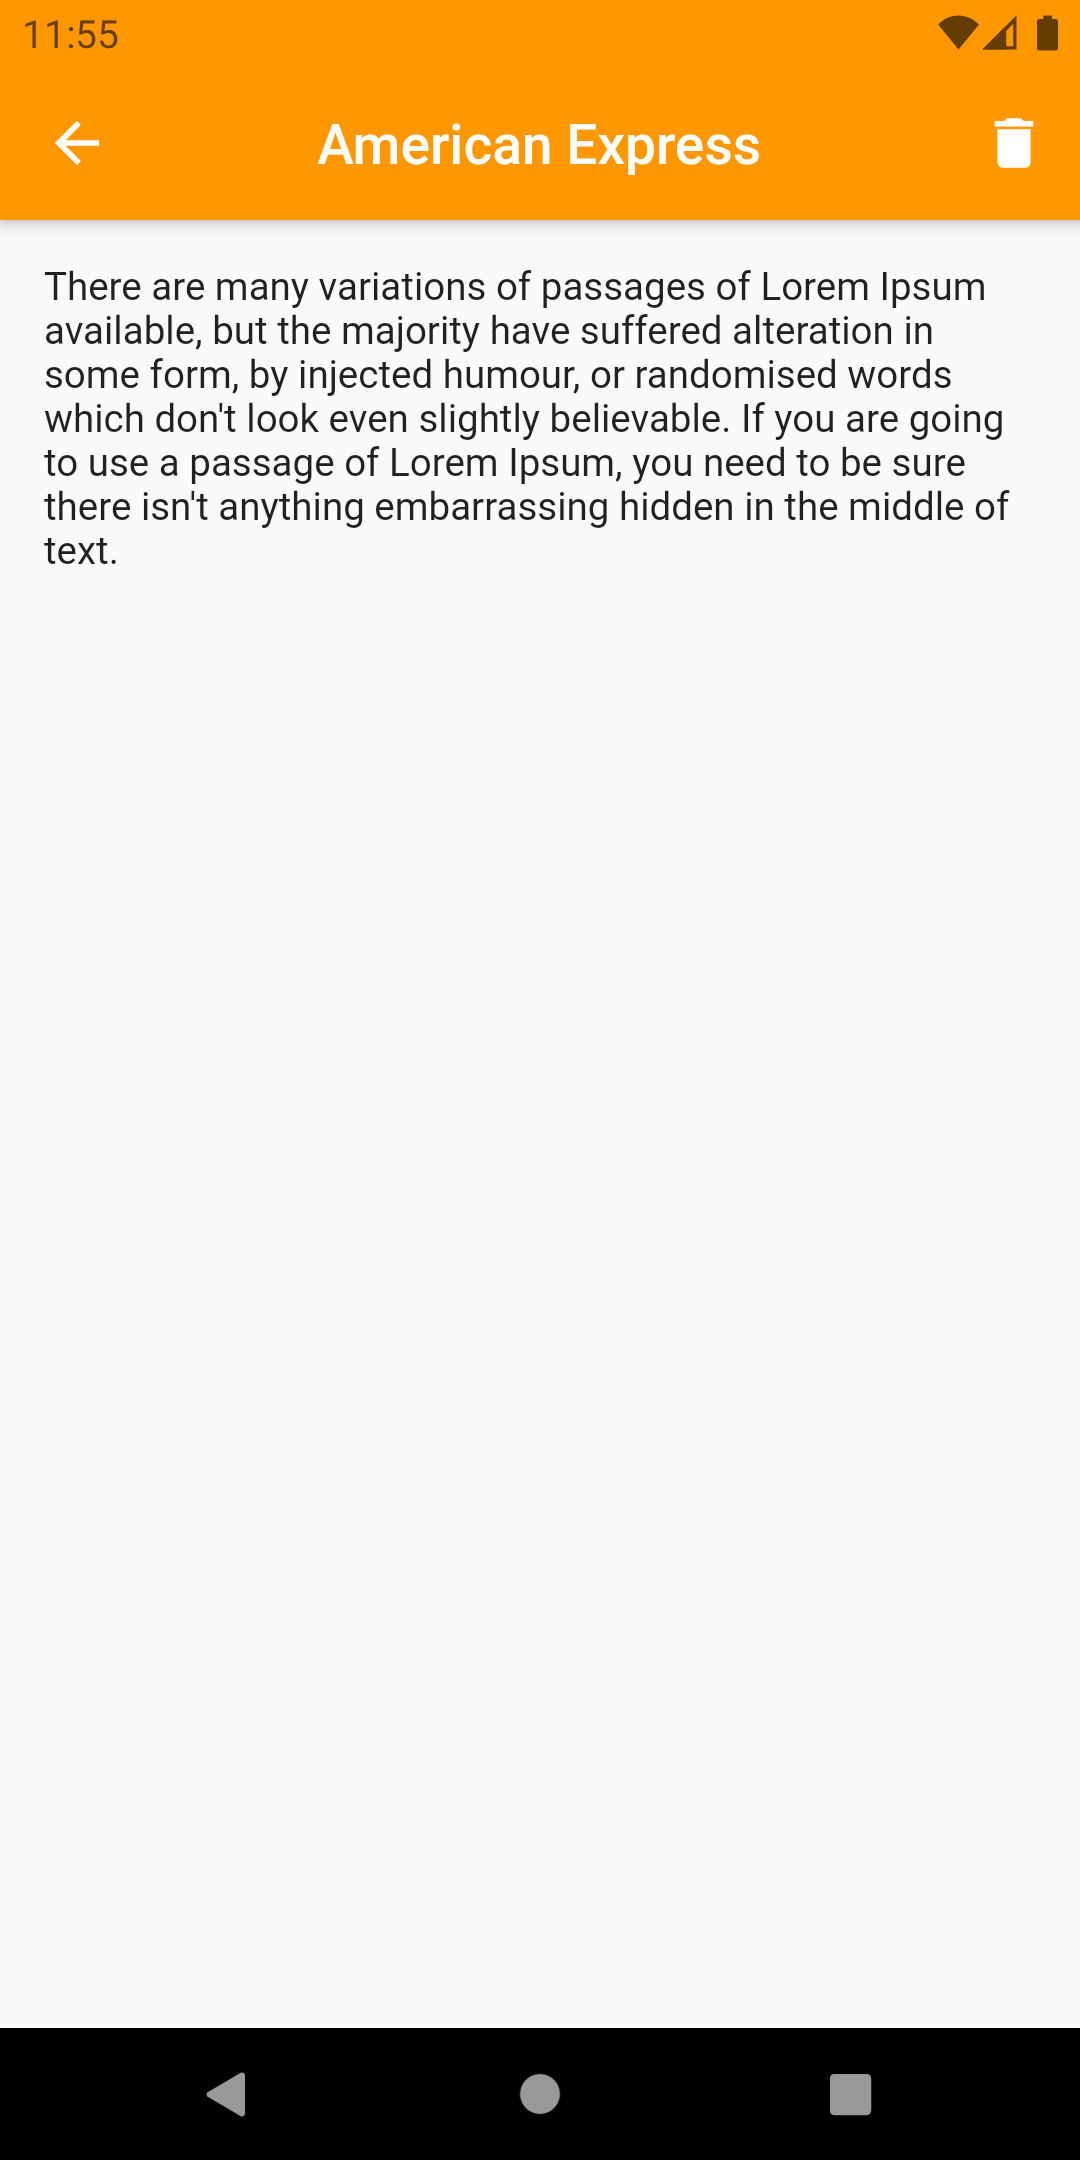 11:55
American Express
There are many variations of passages of Lorem Ipsum
available, but the majority have suffered alteration in
some form, by injected humour, or randomised words
which don't look even slightly believable. If you are going
to use a passage of Lorem Ipsum, you need to be sure
there isn't anything embarrassing hidden in the middle of
text.